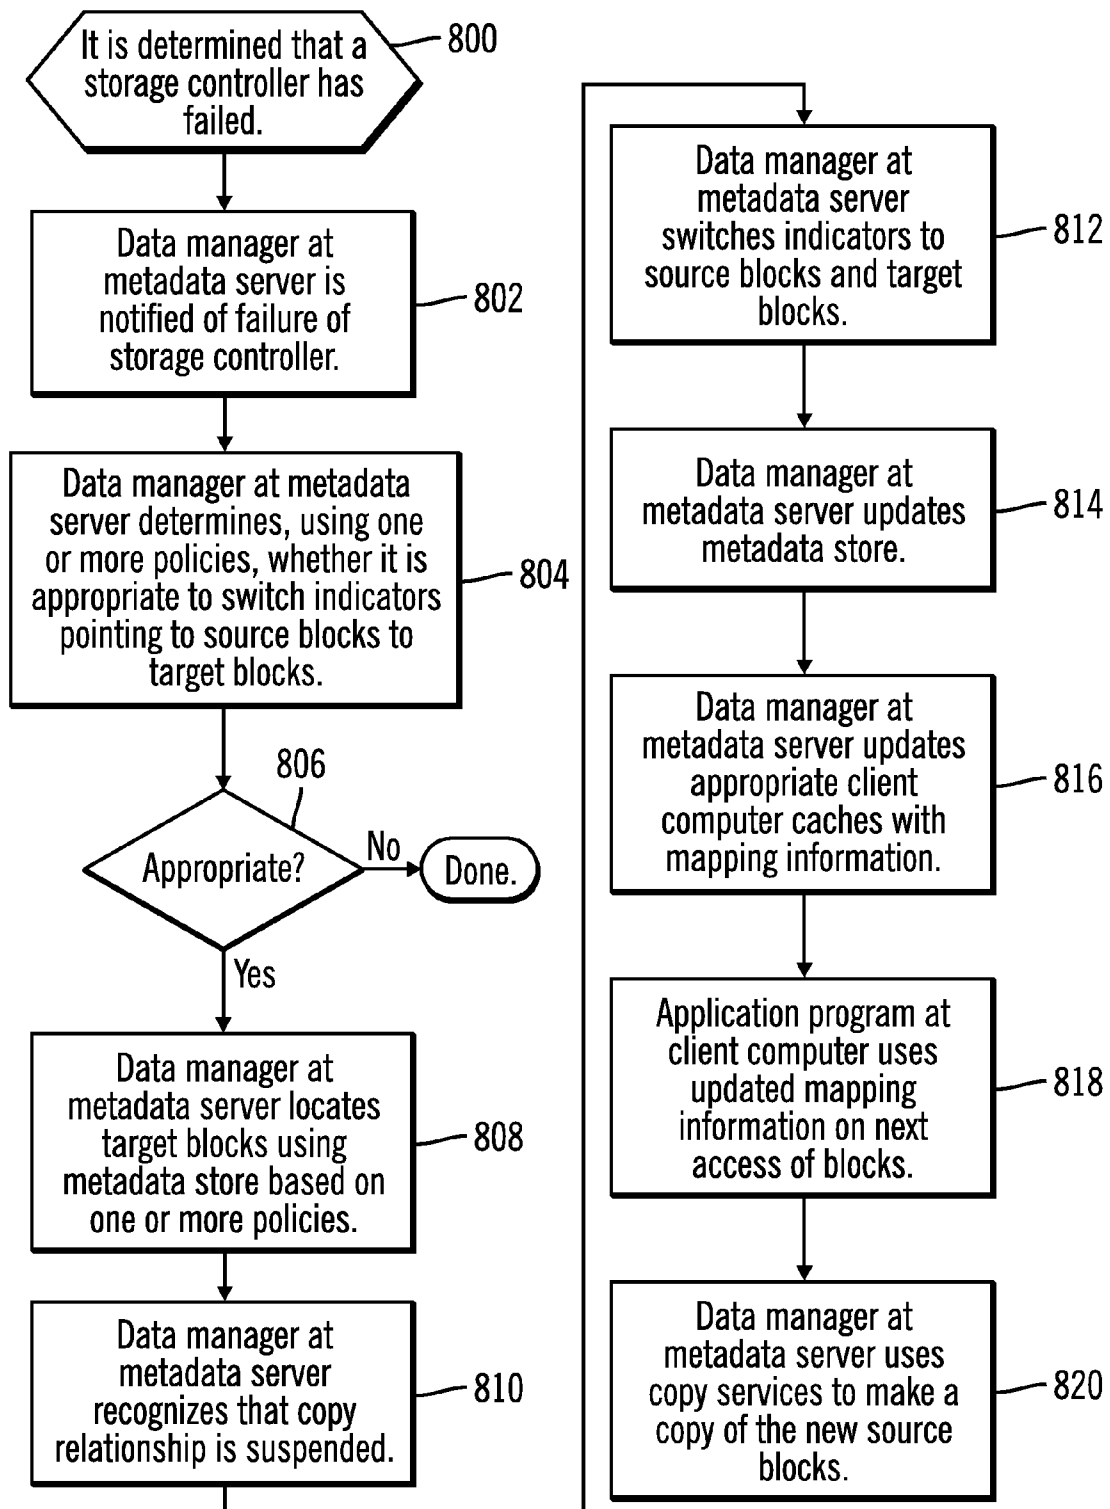 It is determined that a
storage controller has
failed.
800
Data manager at
metadata server is
notified of failure of
storage controller.
802
Data manager at metadata
server determines, using one
or more policies, whether it is
appropriate to switch indicators
pointing to source blocks to
target blocks.
804
806
Appropriate?
No
Done.
Yes
Data manager at
metadata server locates
target blocks using
metadata store based on
one or more policies.
808
Data manager at
metadata server
recognizes that copy
relationship is suspended.
810
Data manager at
metadata server
switches indicators to
source blocks and target
blocks.
812
Data manager at
metadata server updates
metadata store.
814
Data manager at
metadata server updates
appropriate client
computer caches with
mapping information.
816
Application program at
client computer uses
updated mapping
information on next
access of blocks.
818
Data manager at
metadata server uses
copy services to make a
copy of the new source
blocks.
820